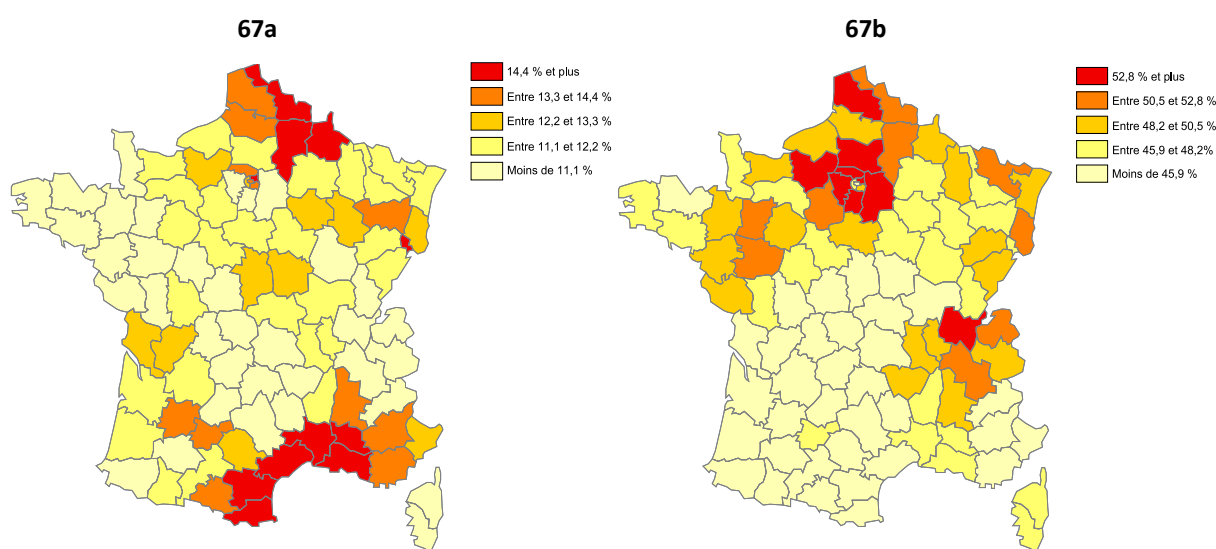 67a
14,4 % et plus
Entre 13,3 et 14,4 %
Entre 12,2 et 13,3 %
Entre 11,1 et 12,2 %
Moins de 11,1 %
67b
52,8 % et plus
Entre 50,5 et 52,8 %
Entre 48,2 et 50,5 %
Entre 45,9 et 48,2%
Moins de 45,9 %